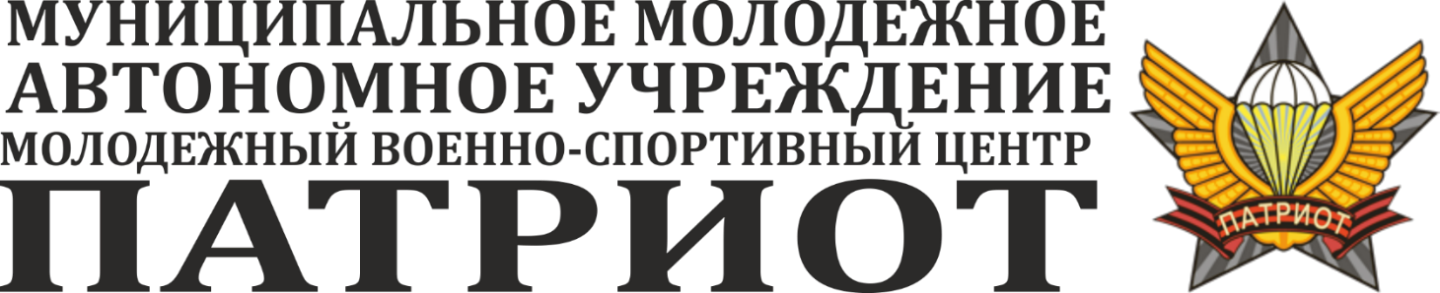 МУНИЦИПАЛЬНОЕ МОЛОДЕЖНОЕ
АВТОНОМНОЕ УЧРЕЖДЕНИЕ
МОЛОДЕЖНЫЙ ВОЕННО-СПОРТИВНЫЙ ЦЕНТР
ПАТРИОТ
ПАТРИОТ